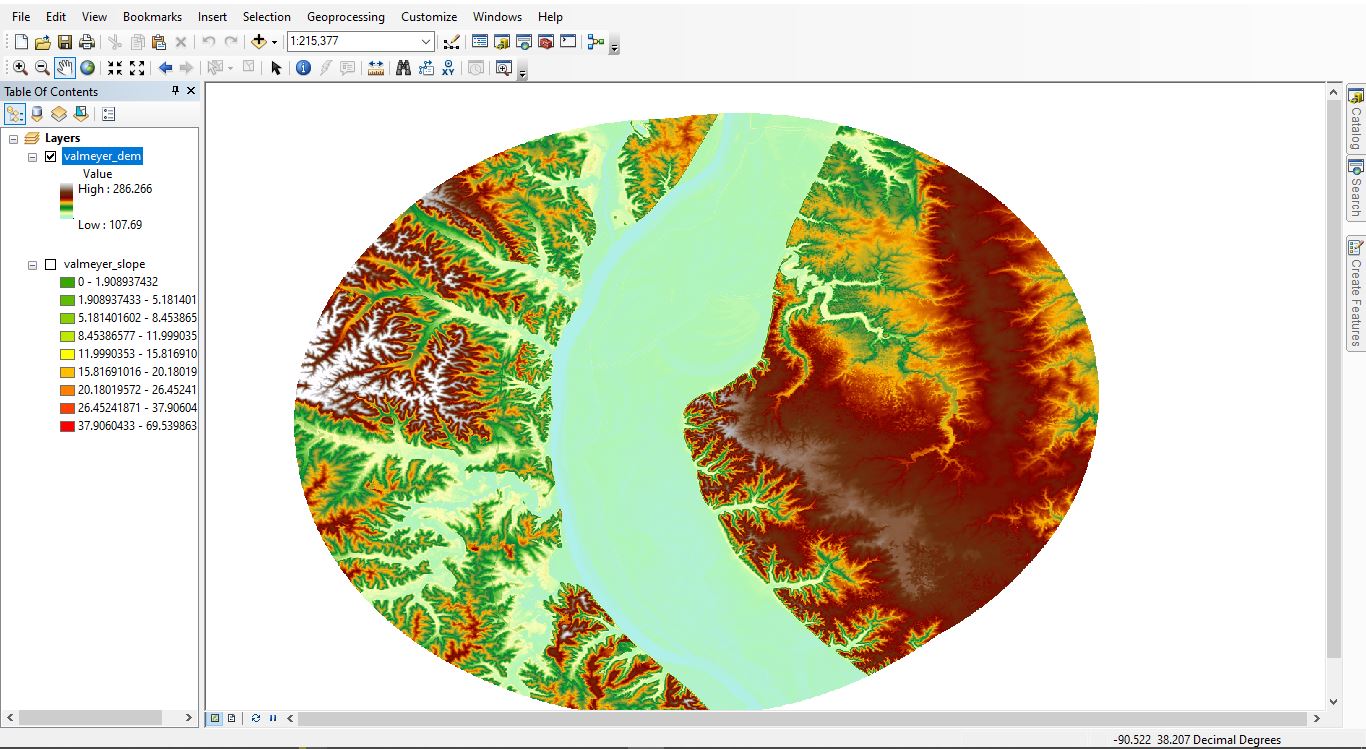 File Edit View Bookmarks Insert Selection Geoprocessing Customize Windows Help
1:215,377
XY
Table Of Contents
Layers
valmeyer_dem
Value
High : 286.266
Low : 107.69
valmeyer_slope
0 - 1.908937432
1.908937433 - 5.181401
5.181401602 - 8.453865
8.45386577 - 11.999035
11.9990353 - 15.816910
15.81691016 - 20.18019
20.18019572 - 26.45241
26.45241871 - 37.90604
37.9060433 - 69.539863
Catalog
Search
Create Features
-90.522 38.207 Decimal Degrees